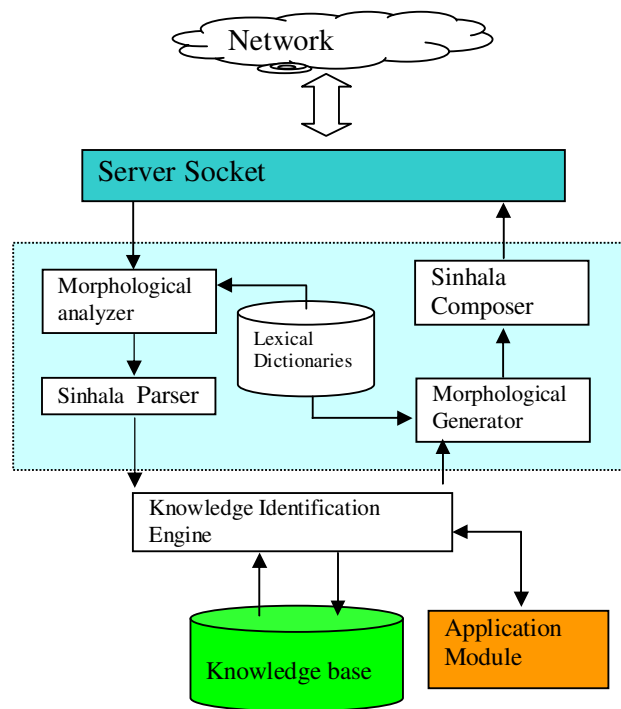 Network
Server Socket
Morphological
analyzer
Lexical
Dictionaries
Sinhala
Composer
Sinhala Parser
Morphological
Generator
Knowledge Identification
Engine
Knowledge base
Application
Module